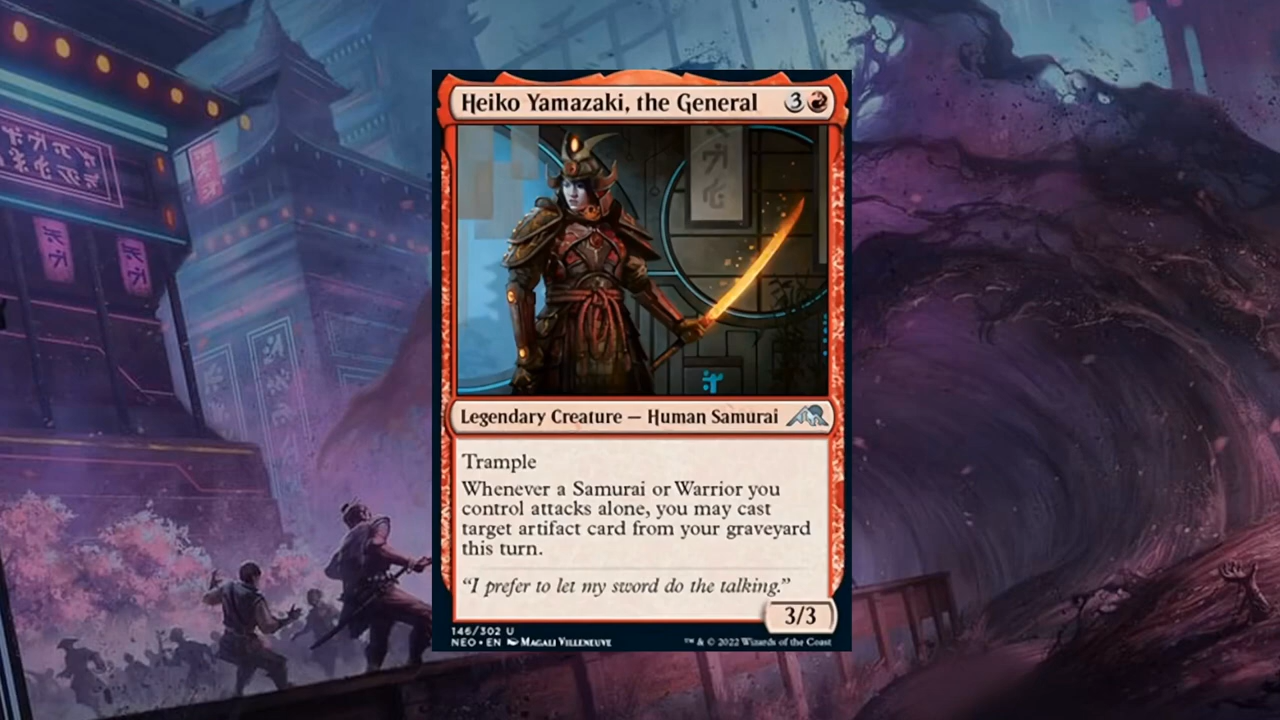 Heiko Yamazaki, the General 3
Legendary Creature — Human Samurai
Trample
Whenever a Samurai or Warrior you
control attacks alone, you may cast
target artifact card from your graveyard
this turn.
“I prefer to let my sword do the talking.”
3/3
146/302 U
NEO • EN Magali Villeneuve ™ & © 2022 Wizards of the Coast